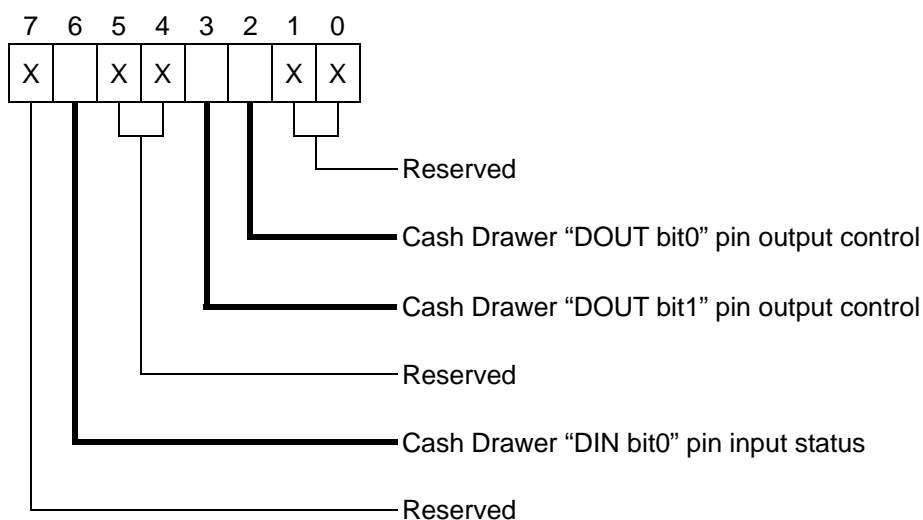 7 6 5 4 3 2 1 0
X X X X X
Reserved
Cash Drawer “DOUT bit0” pin output control
Cash Drawer “DOUT bit1” pin output control
Reserved
Cash Drawer “DIN bit0” pin input status
Reserved